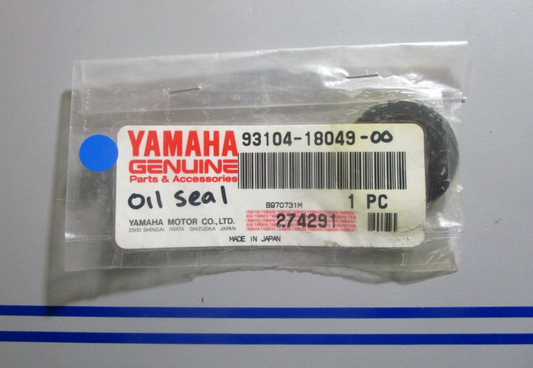 YAMAHA 93104-18049-00
GENUINE
Parts & Accessories
oil seal
8970731M 1 PC
YAMAHA MOTOR CO., LTD. 274291
2500 SHINGAI IWATA SHIZUOKA JAPAN
MADE IN JAPAN